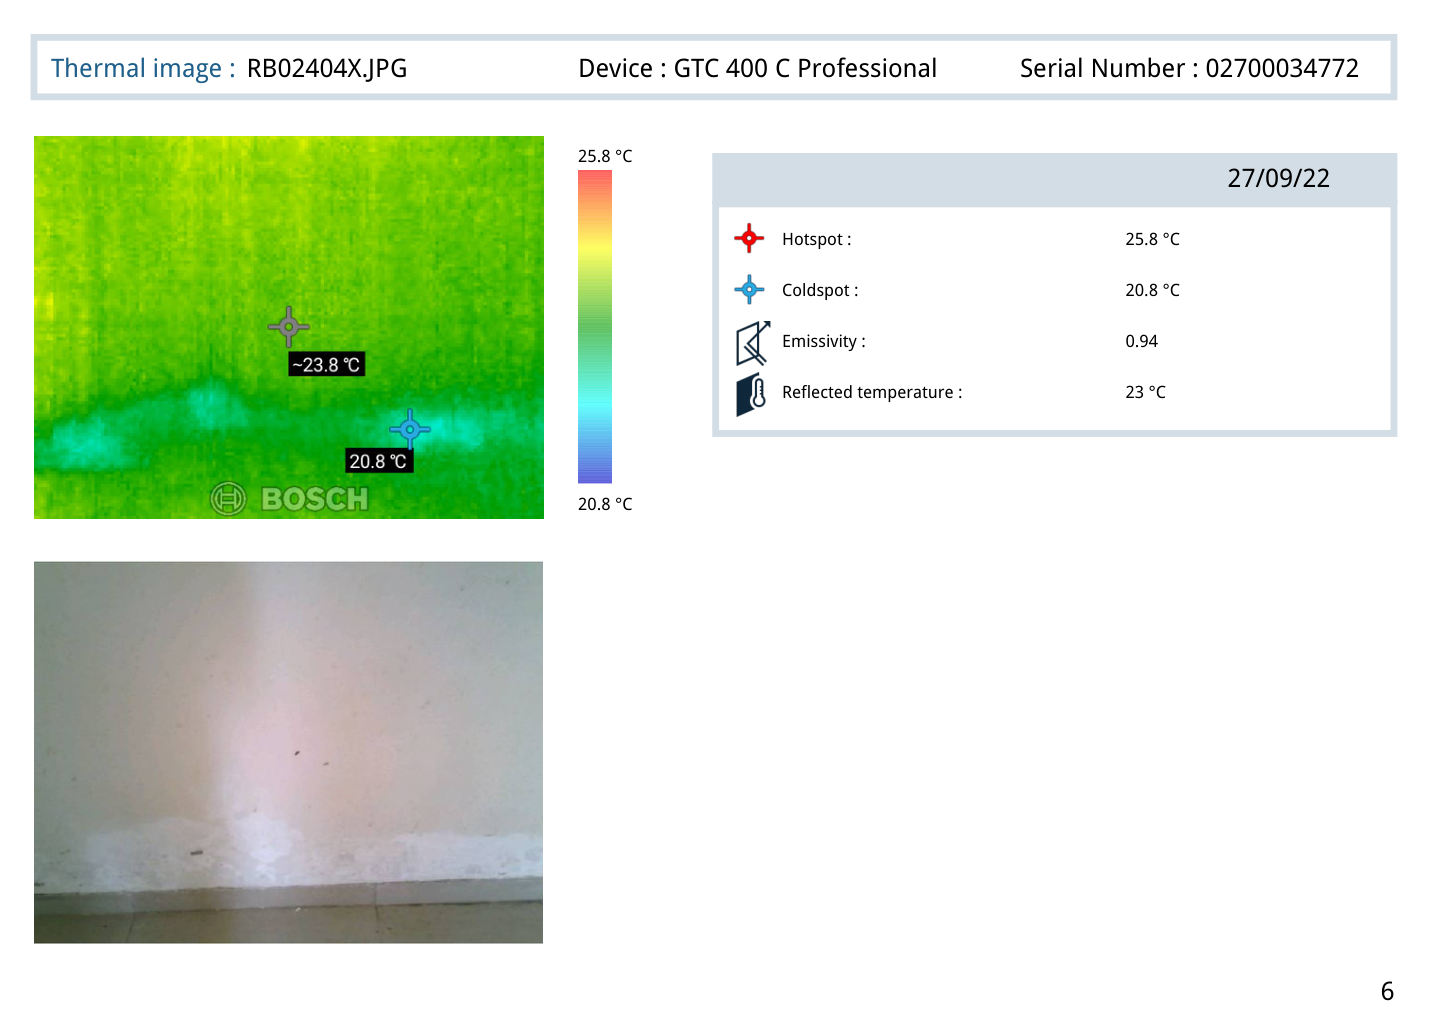 Thermal image : RB02404X.JPG Device : GTC 400 C Professional Serial Number : 02700034772
25.8 °C
27/09/22
Hotspot : 25.8 °C
Coldspot : 20.8 °C
Emissivity : 0.94
~23.8 °C
Reflected temperature : 23 °C
20.8 °C
BOSCH
20.8 °C
6